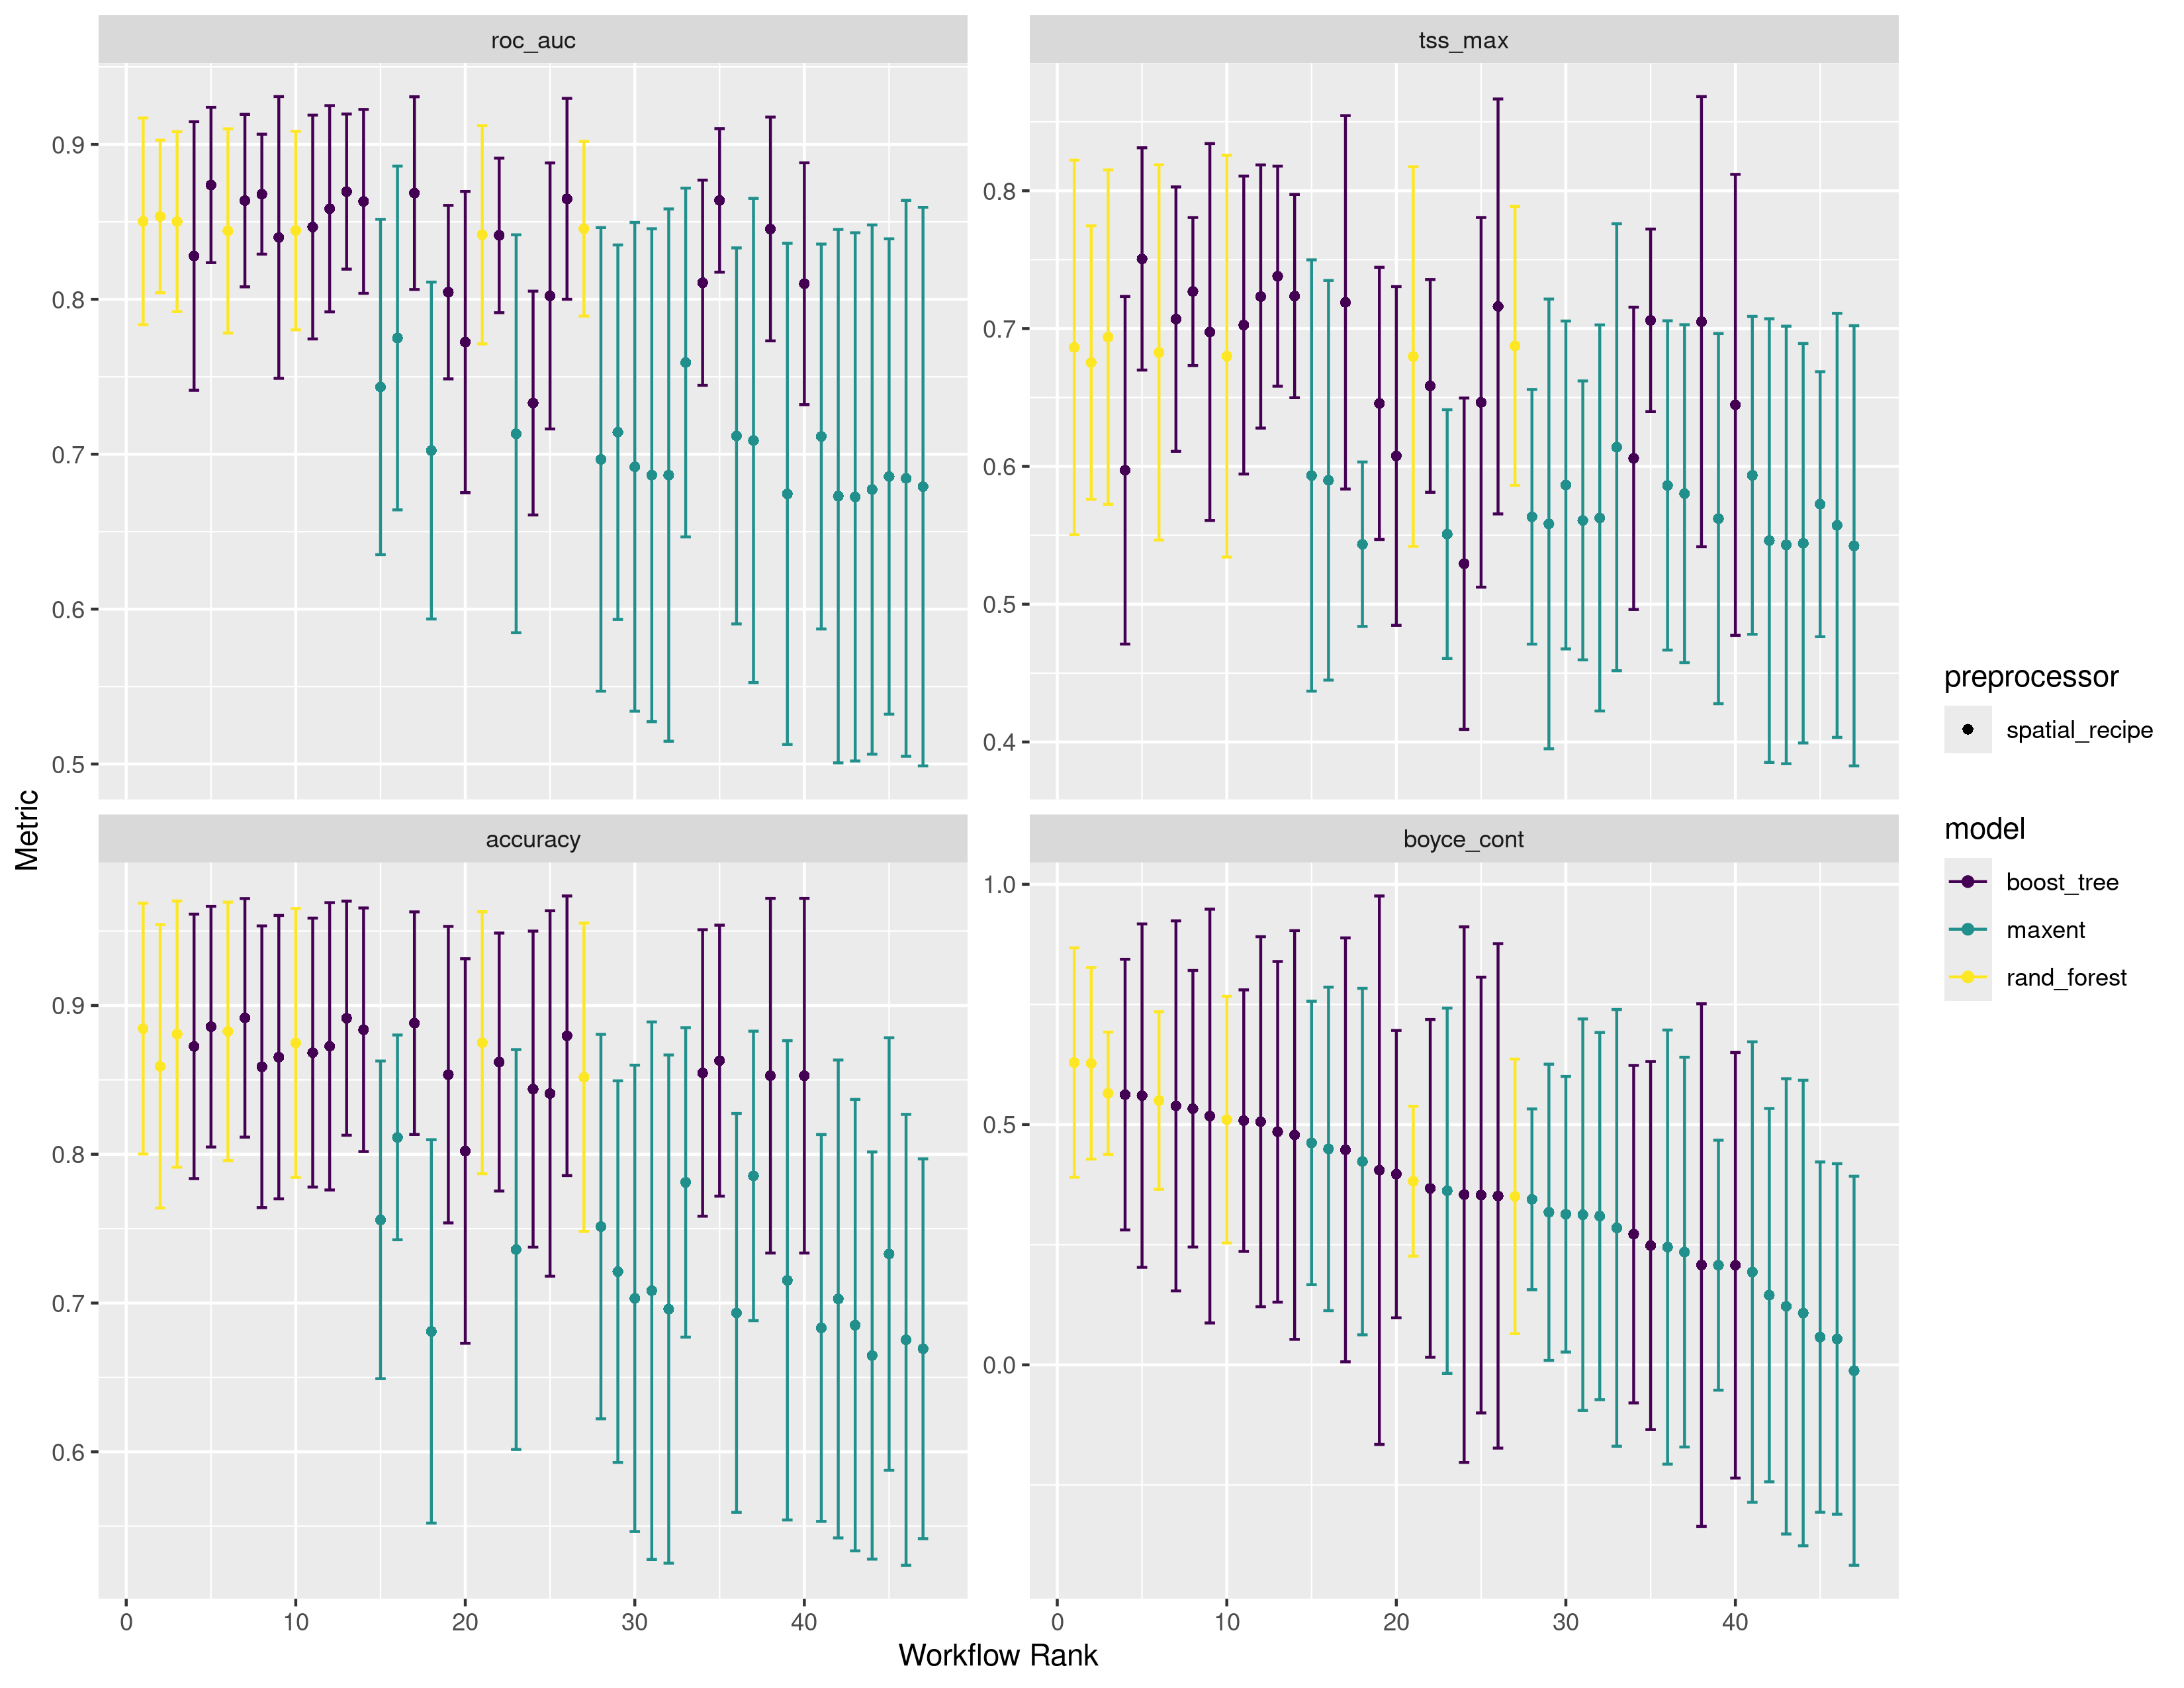 roc_auc
tss_max
0.9
0.8
0.7
0.6
0.5
0.8
0.7
0.6
0.5
0.4
accuracy
boyce_cont
0.9
0.8
0.7
0.6
1.0
0.5
0.0
0 10 20 30 40
0 10 20 30 40
Metric
Workflow Rank
preprocessor
spatial_recipe
model
boost_tree
maxent
rand_forest